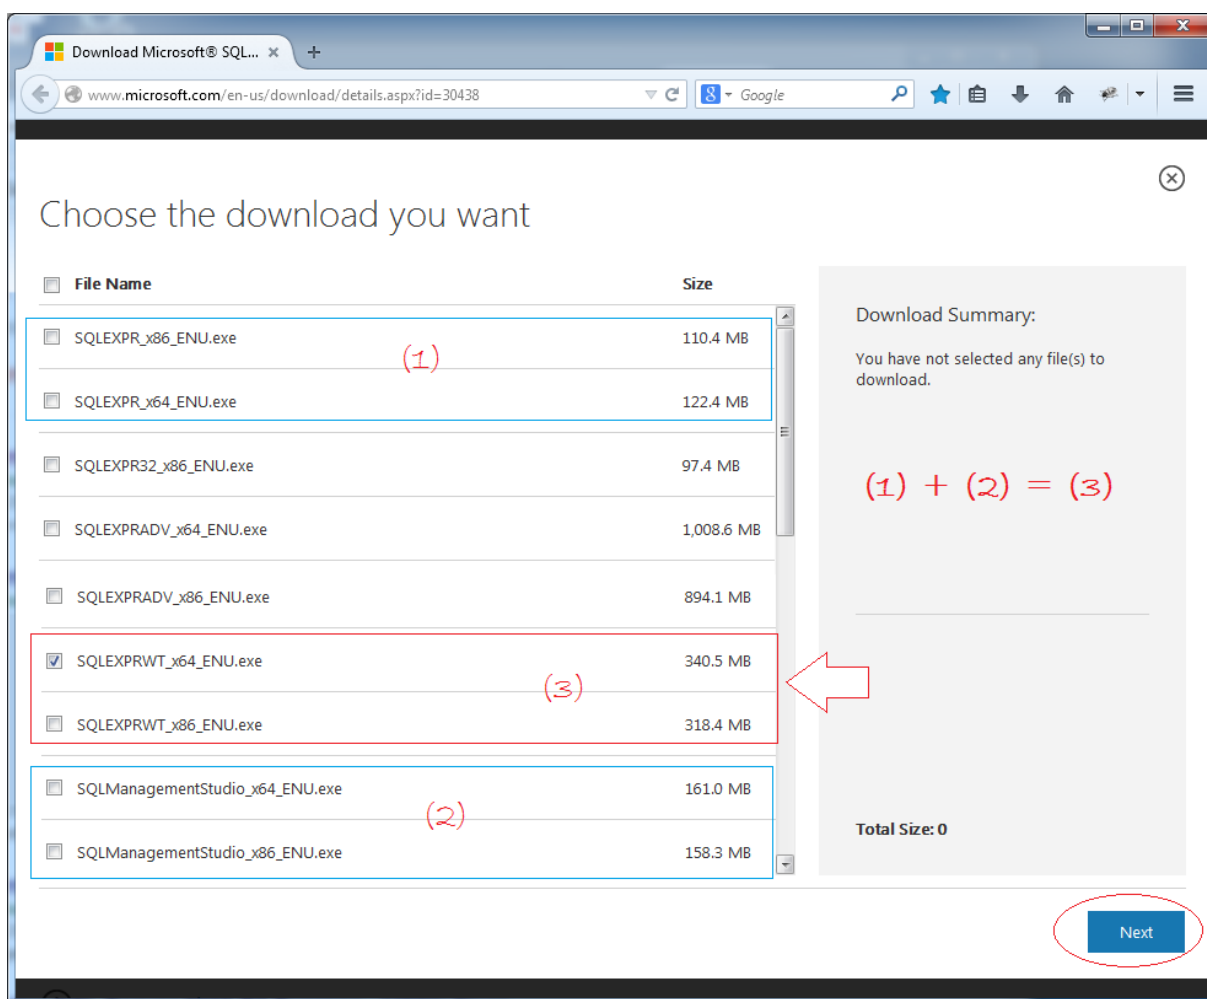 Download Microsoft® SQL...
www.microsoft.com/en-us/download/details.aspx?id=30438
8 Google
Choose the download you want
File Name Size
SQLEXPR_x86_ENU.exe 110.4 MB
(1)
SQLEXPR_x64_ENU.exe 122.4 MB
SQLEXPR32_x86_ENU.exe 97.4 MB
SQLEXPRADV_x64_ENU.exe 1,008.6 MB
SQLEXPRADV_x86_ENU.exe 894.1 MB
SQLEXPRWT_x64_ENU.exe 340.5 MB
(3)
SQLEXPRWT_x86_ENU.exe 318.4 MB
SQLManagementStudio_x64_ENU.exe 161.0 MB
(2)
SQLManagementStudio_x86_ENU.exe 158.3 MB
Download Summary:
You have not selected any file(s) to
download.
(1) + (2) = (3)
Total Size: 0
Next